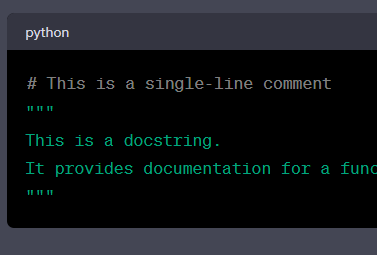 python
# This is a single-line comment
"""
This is a docstring.
It provides documentation for a func
"""